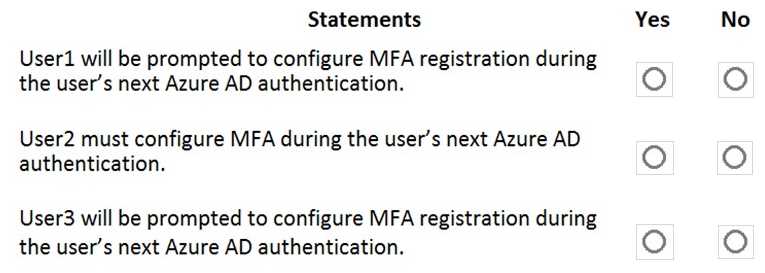 Statements Yes No
User1 will be prompted to configure MFA registration during
the user's next Azure AD authentication.
User2 must configure MFA during the user's next Azure AD
authentication.
User3 will be prompted to configure MFA registration during
the user's next Azure AD authentication.